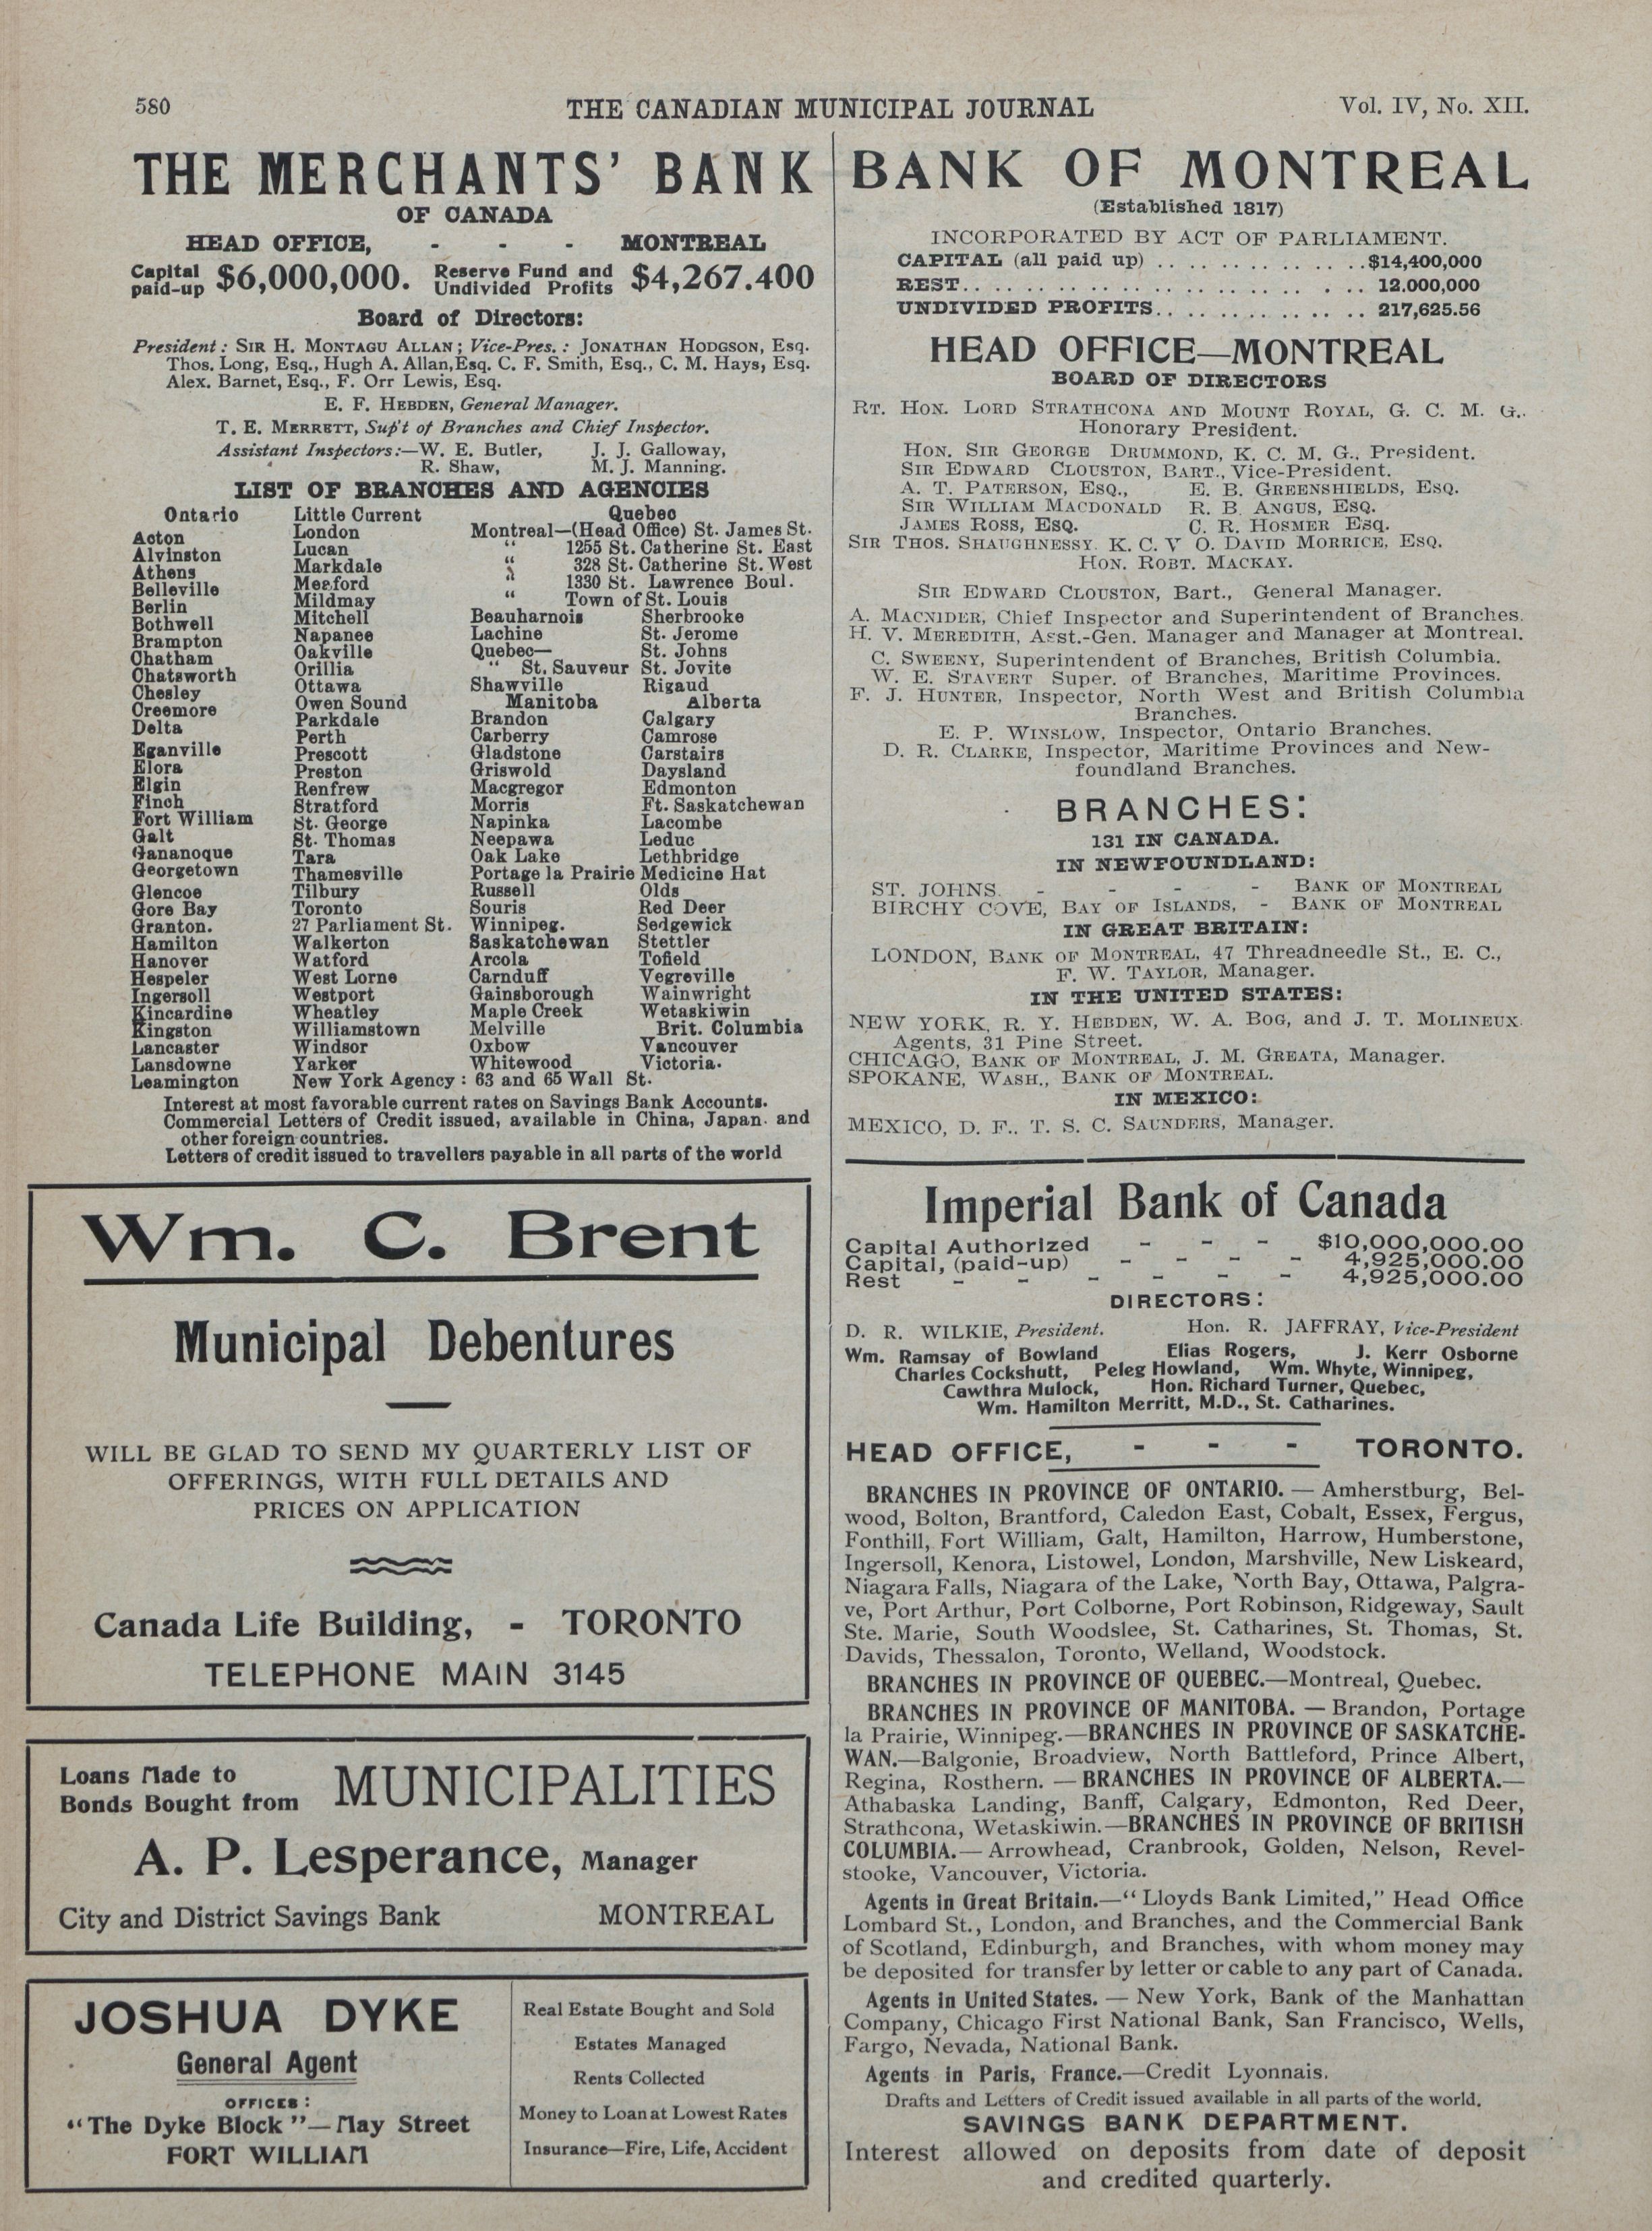 580
THE CANADIAN MUNICIPAL JOURNAL
Vol. IV, No. XII.
THE MERCHANTS' BANK
OF CANADA
HEAD OFFICE, - - - MONTREAL
Capital paid-up $6,000,000. Reserve Fund and Undivided Profits $4,267.400
Board of Directors:
President : SIR H. MONTAGU ALLAN ; Vice-Pres. : JONATHAN HODGSON, Esq.
Thos. Long, Esq., Hugh A. Allan,Esq. C. F. Smith, Esq., C. M. Hays, Esq.
Alex. Barnet, Esq., F. Orr Lewis, Esq.
E. F. HEBDEN, General Manager.
T. E. MERRETT, Sup't of Branches and Chief Inspector.
Assistant Inspectors:—W. E. Butler, J. J. Galloway,
R. Shaw, M. J. Manning.
LIST OF BRANCHES AND AGENCIES
Ontario
Acton
Alvinston
Athens
Belleville
Berlin
Bothwell
Brampton
Chatham
Chatsworth
Chesley
Creemore
Delta
Eganville
Elora
Elgin
Finch
Fort William
Galt
Gananoque
Georgetown
Glencoe
Gore Bay
Granton.
Hamilton
Hanover
Hespeler
Ingersoll
Kincardine
Kingston
Lancaster
Lansdowne
Leamington
Little Current
London
Lucan
Markdale
Meaford
Mildmay
Mitchell
Napanee
Oakville
Orillia
Ottawa
Owen Sound
Parkdale
Perth
Prescott
Preston
Renfrew
Stratford
St. George
St. Thomas
Tara
Thamesville
Tilbury
Toronto
27 Parliament St.
Walkerton
Watford
West Lorne
Westport
Wheatley
Williamstown
Windsor
Yarker
New York Agency : 63 and 65 Wall St.
Quebec
Montreal—(Head Office) St. James St.
“ 1255 St. Catherine St. East
“ 328 St. Catherine St. West
“ 1330 St. Lawrence Boul.
“ Town of St. Louis
Beauharnois Sherbrooke
Lachine St. Jerome
Quebec— St. Johns
“ St. Sauveur St. Jovite
Shawville Rigaud
Manitoba Alberta
Brandon Calgary
Carberry Camrose
Gladstone Carstairs
Griswold Daysland
Macgregor Edmonton
Morris Ft. Saskatchewan
Napinka Lacombe
Neepawa Leduc
Oak Lake Lethbridge
Portage la Prairie Medicine Hat
Russell Olds
Souris Red Deer
Winnipeg. Sedgewick
Saskatchewan Stettler
Arcola Tofield
Carnduff Vegreville
Gainsborough Wainwright
Maple Creek Wetaskiwin
Melville Brit. Columbia
Oxbow Vancouver
Whitewood Victoria.
Interest at most favorable current rates on Savings Bank Accounts.
Commercial Letters of Credit issued, available in China, Japan. and
other foreign countries.
Letters of credit issued to travellers payable in all parts of the world
Wm. C. Brent
Municipal Debentures
WILL BE GLAD TO SEND MY QUARTERLY LIST OF
OFFERINGS, WITH FULL DETAILS AND
PRICES ON APPLICATION
Canada Life Building, - TORONTO
TELEPHONE MAIN 3145
Loans Made to
Bonds Bought from
MUNICIPALITIES
A. P. Lesperance, Manager
City and District Savings Bank MONTREAL
JOSHUA DYKE
General Agent
OFFICES :
“The Dyke Block”—May Street
FORT WILLIAM
Real Estate Bought and Sold
Estates Managed
Rents Collected
Money to Loan at Lowest Rates
Insurance—Fire, Life, Accident
BANK OF MONTREAL
(Established 1817)
INCORPORATED BY ACT OF PARLIAMENT.
CAPITAL (all paid up) .. .. .. .. .. .. ..$14,400,000
REST.. .. .. .. .. .. .. .. .. .. .. 12.000,000
UNDIVIDED PROFITS.. .. .. .. .. .. .. 217,625.56
HEAD OFFICE—MONTREAL
BOARD OF DIRECTORS
RT. HON. LORD STRATHCONA AND MOUNT ROYAL, G. C. M. G..
Honorary President.
HON. SIR GEORGE DRUMMOND, K. C. M. G., President.
SIR EDWARD CLOUSTON, BART., Vice-President.
A. T. PATERSON, ESQ., E. B. GREENSHIELDS, ESQ.
SIR WILLIAM MACDONALD R. B. ANGUS, ESQ.
JAMES ROSS, ESQ. C. R. HOSMER Esq.
SIR THOS. SHAUGHNESSY. K. C. V O. DAVID MORRICE, ESQ.
HON. ROBT. MACKAY.
SIR EDWARD CLOUSTON, Bart., General Manager.
A. MACNIDER, Chief Inspector and Superintendent of Branches.
H. V. MEREDITH, Asst.-Gen. Manager and Manager at Montreal.
C. SWEENY, Superintendent of Branches, British Columbia.
W. E. STAVERT Super. of Branches, Maritime Provinces.
F. J. HUNTER, Inspector, North West and British Columbia
Branches.
E. P. WINSLOW, Inspector, Ontario Branches.
D. R. CLARKE, Inspector, Maritime Provinces and New-
foundland Branches.
BRANCHES:
131 IN CANADA.
IN NEWFOUNDLAND:
ST. JOHNS. - - - - BANK OF MONTREAL
BIRCHY COVE, BAY OF ISLANDS, - BANK OF MONTREAL
IN GREAT BRITAIN:
LONDON, BANK OF MONTREAL, 47 Threadneedle St., E. C.,
F. W. TAYLOR, Manager.
IN THE UNITED STATES:
NEW YORK, R. Y. HEBDEN, W. A. BOG, and J. T. MOLINEUX.
Agents, 31 Pine Street.
CHICAGO, BANK OF MONTREAL, J. M. GREATA, Manager.
SPOKANE, WASH., BANK OF MONTREAL.
IN MEXICO:
MEXICO, D. F.. T. S. C. SAUNDERS, Manager.
Imperial Bank of Canada
Capital Authorized - - - $10,000,000.00
Capital, (paid-up) - - - - 4,925,000.00
Rest - - - - - - 4,925,000.00
DIRECTORS:
D. R. WILKIE, President. Hon. R. JAFFRAY, Vice-President
Wm. Ramsay of Bowland Elias Rogers, J. Kerr Osborne
Charles Cockshutt, Peleg Howland, Wm. Whyte, Winnipeg,
Cawthra Mulock, Hon. Richard Turner, Quebec,
Wm. Hamilton Merritt, M.D., St. Catharines.
HEAD OFFICE, - - - TORONTO.
BRANCHES IN PROVINCE OF ONTARIO. — Amherstburg, Bel-
wood, Bolton, Brantford, Caledon East, Cobalt, Essex, Fergus,
Fonthill, Fort William, Galt, Hamilton, Harrow, Humberstone,
Ingersoll, Kenora, Listowel, London, Marshville, New Liskeard,
Niagara Falls, Niagara of the Lake, North Bay, Ottawa, Palgra-
ve, Port Arthur, Port Colborne, Port Robinson, Ridgeway, Sault
Ste. Marie, South Woodslee, St. Catharines, St. Thomas, St.
Davids, Thessalon, Toronto, Welland, Woodstock.
BRANCHES IN PROVINCE OF QUEBEC.—Montreal, Quebec.
BRANCHES IN PROVINCE OF MANITOBA. — Brandon, Portage
la Prairie, Winnipeg.—BRANCHES IN PROVINCE OF SASKATCHE-
WAN.—Balgonie, Broadview, North Battleford, Prince Albert,
Regina, Rosthern. — BRANCHES IN PROVINCE OF ALBERTA.—
Athabaska Landing, Banff, Calgary, Edmonton, Red Deer,
Strathcona, Wetaskiwin.—BRANCHES IN PROVINCE OF BRITISH
COLUMBIA.— Arrowhead, Cranbrook, Golden, Nelson, Revel-
stooke, Vancouver, Victoria.
Agents in Great Britain.—“ Lloyds Bank Limited,” Head Office
Lombard St., London, and Branches, and the Commercial Bank
of Scotland, Edinburgh, and Branches, with whom money may
be deposited for transfer by letter or cable to any part of Canada.
Agents in United States. — New York, Bank of the Manhattan
Company, Chicago First National Bank, San Francisco, Wells,
Fargo, Nevada, National Bank.
Agents in Paris, France.—Credit Lyonnais.
Drafts and Letters of Credit issued available in all parts of the world.
SAVINGS BANK DEPARTMENT.
Interest allowed on deposits from date of deposit
and credited quarterly.